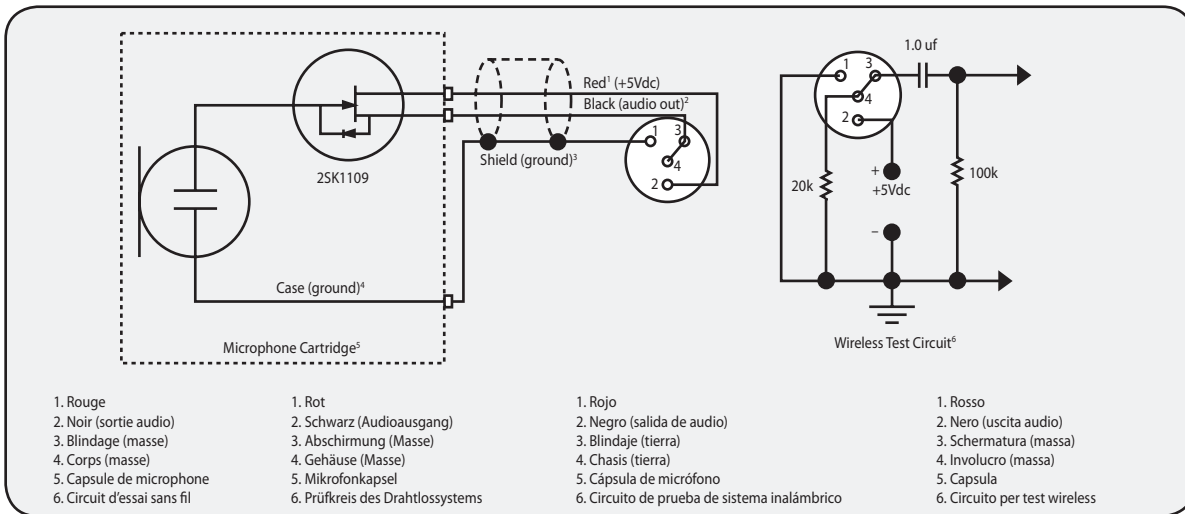 Red¹ (+5Vdc)
Black (audio out)²
1
3
4
2
Shield (ground)³
2SK1109
Case (ground)⁴
Microphone Cartridge⁵
1.0 uf
1
3
4
2
20k
+
+5Vdc
–
100k
Wireless Test Circuit⁶
1. Rouge
2. Noir (sortie audio)
3. Blindage (masse)
4. Corps (masse)
5. Capsule de microphone
6. Circuit d'essai sans fil
1. Rot
2. Schwarz (Audioausgang)
3. Abschirmung (Masse)
4. Gehäuse (Masse)
5. Mikrofonkapsel
6. Prüfkreis des Drahtlossystems
1. Rojo
2. Negro (salida de audio)
3. Blindaje (tierra)
4. Chasis (tierra)
5. Cápsula de micrófono
6. Circuito de prueba de sistema inalámbrico
1. Rosso
2. Nero (uscita audio)
3. Schermatura (massa)
4. Involucro (massa)
5. Capsula
6. Circuito per test wireless